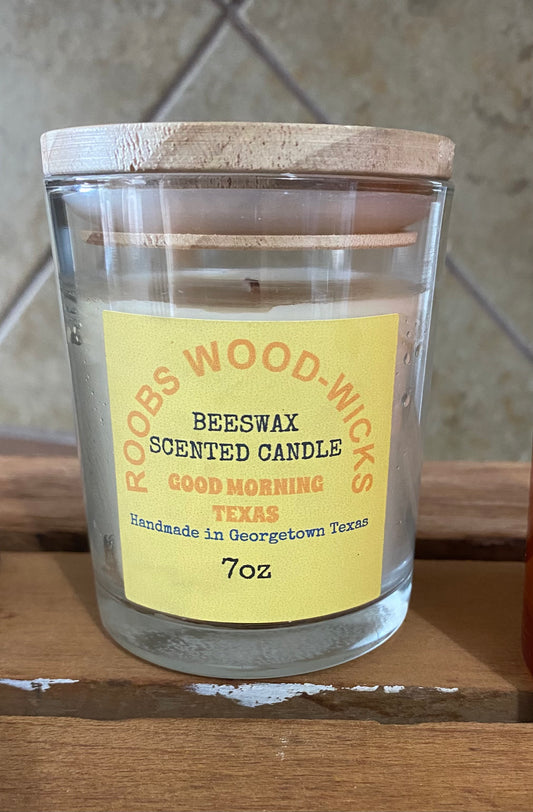 ROOBS WOOD-WICKS
BEESWAX
SCENTED CANDLE
GOOD MORNING
TEXAS
Handmade in Georgetown Texas
7oz